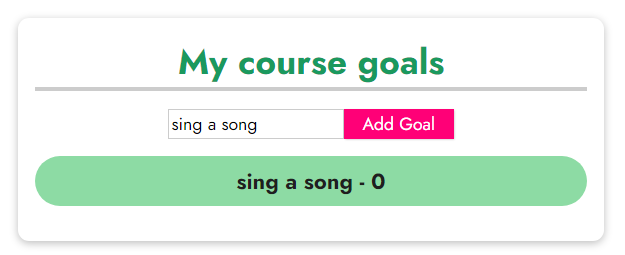 My course goals
sing a song
Add Goal
sing a song - 0